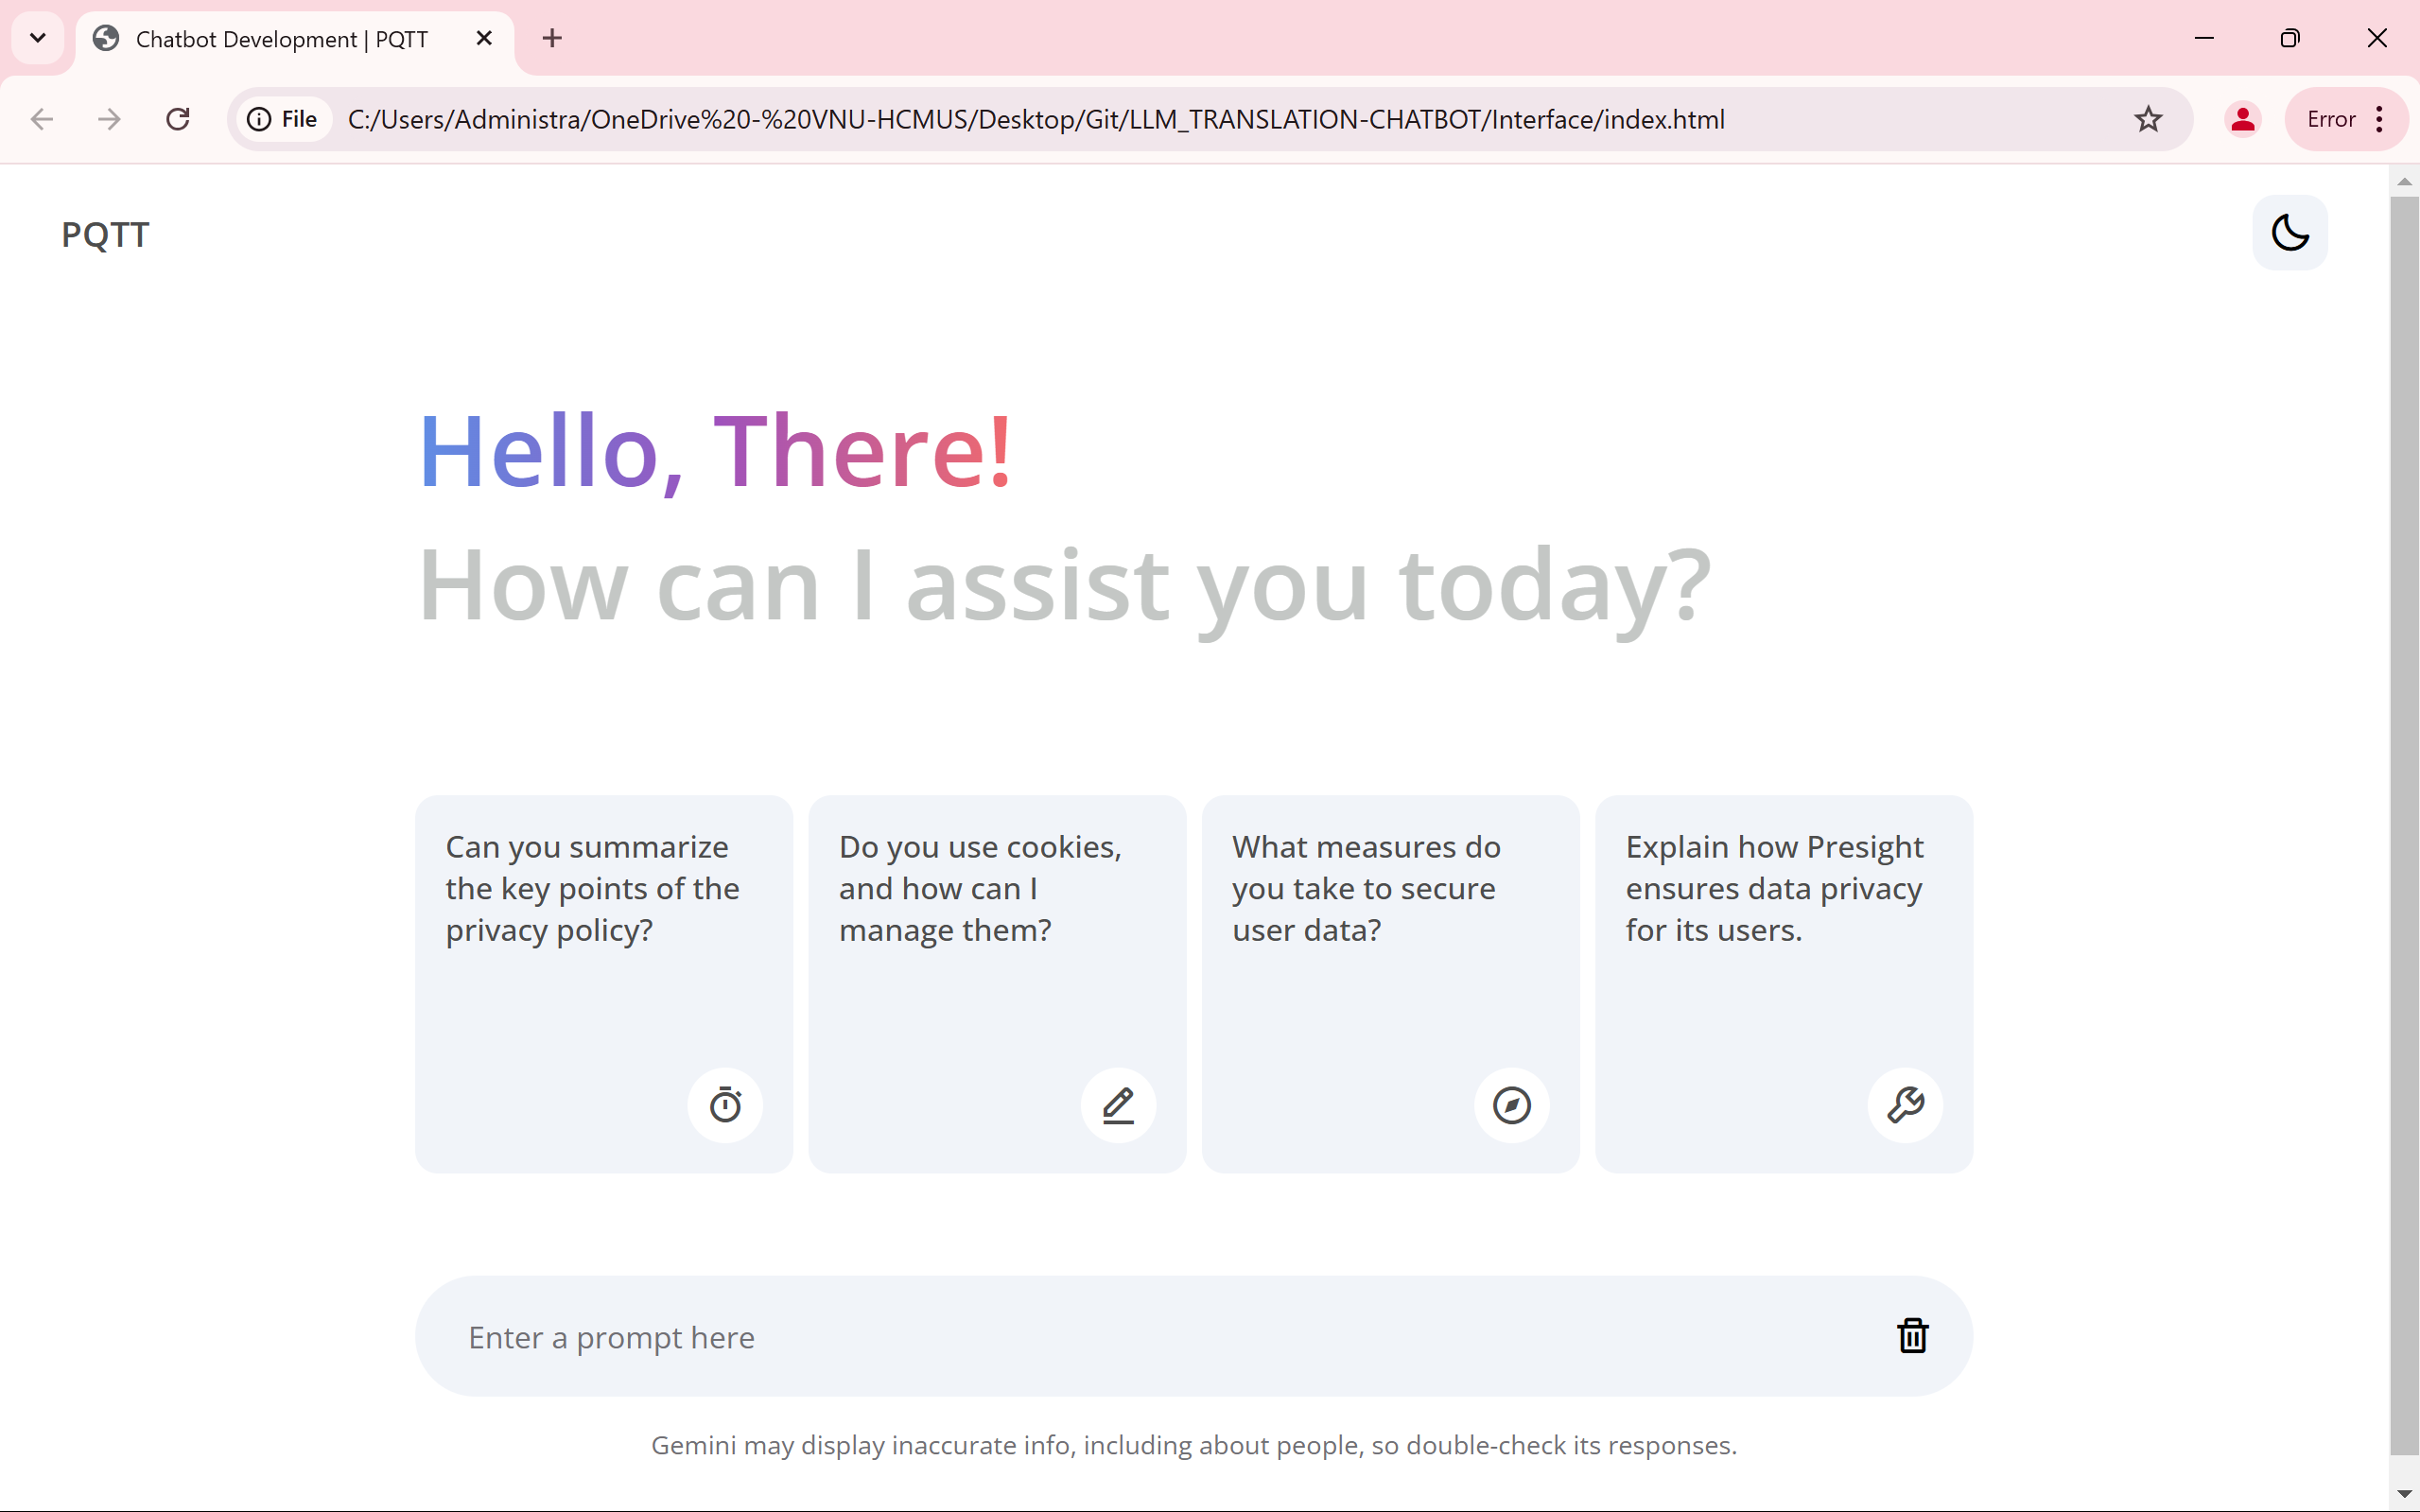 Chatbot Development | PQTT
File
C:/Users/Administra/OneDrive%20-%20VNU-HCMUS/Desktop/Git/LLM_TRANSLATION-CHATBOT/Interface/index.html
Error
PQTT
Hello, There!
How can I assist you today?
Can you summarize
the key points of the
privacy policy?
Do you use cookies,
and how can I
manage them?
What measures do
you take to secure
user data?
Explain how Presight
ensures data privacy
for its users.
Enter a prompt here
Gemini may display inaccurate info, including about people, so double-check its responses.